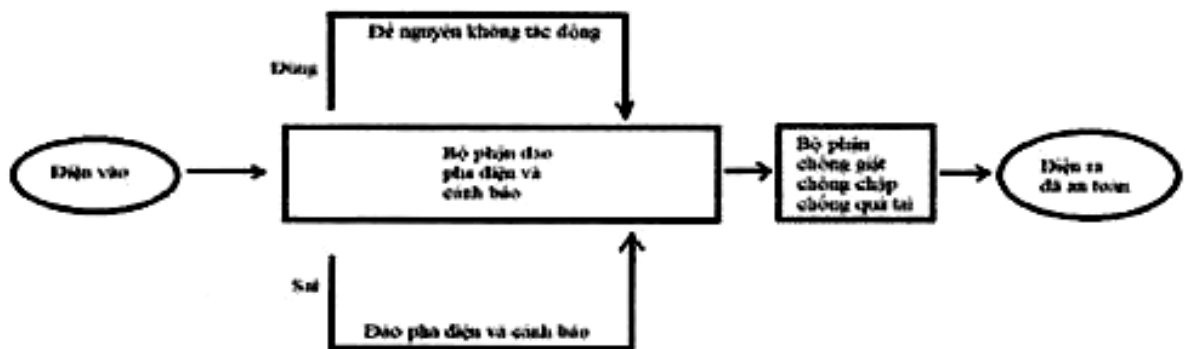 Để nguyên không tác động
Đúng
Điện vào
Bộ phận đảo
pha điện và
cảnh báo
Bộ phận
chống giật
chống chập
chống quá tải
Điện ra
đã an toàn
Sai
Đảo pha điện và cảnh báo